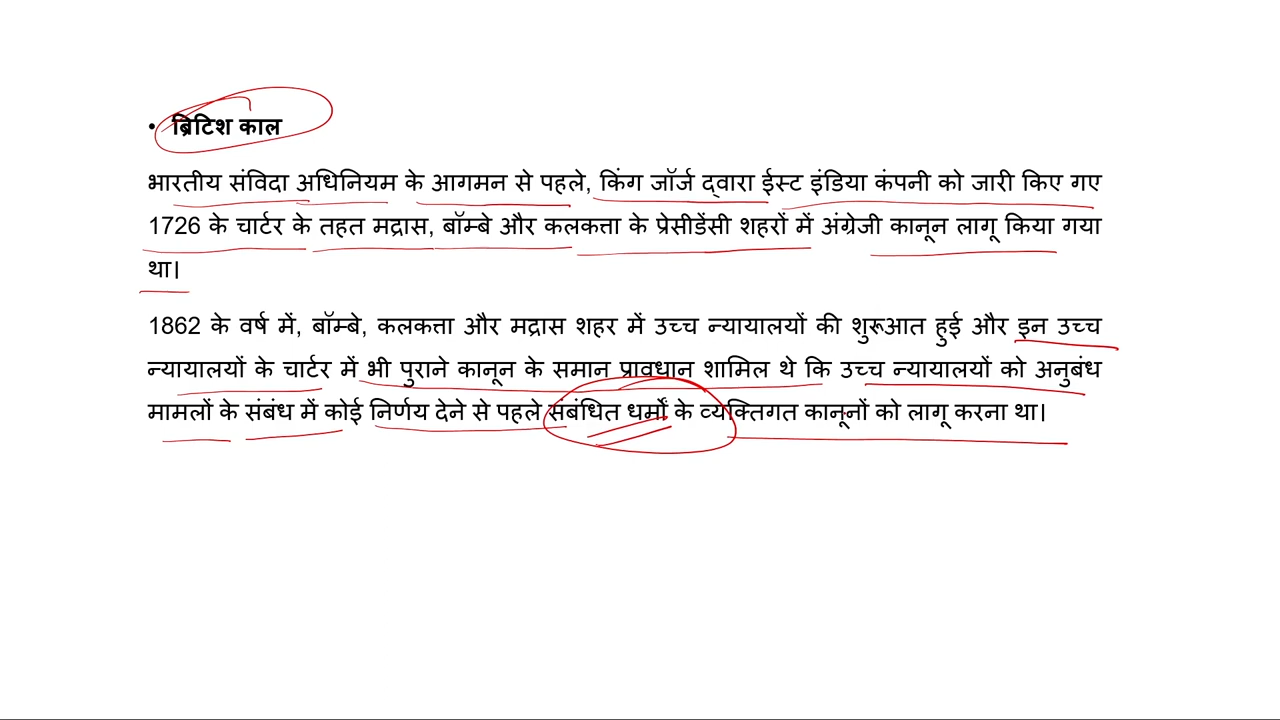 • ब्रिटिश काल
भारतीय संविदा अधिनियम के आगमन से पहले, किंग जॉर्ज द्वारा ईस्ट इंडिया कंपनी को जारी किए गए
1726 के चार्टर के तहत मद्रास, बॉम्बे और कलकत्ता के प्रेसीडेंसी शहरों में अंग्रेजी कानून लागू किया गया
था।
1862 के वर्ष में, बॉम्बे, कलकत्ता और मद्रास शहर में उच्च न्यायालयों की शुरूआत हुई और इन उच्च
न्यायालयों के चार्टर में भी पुराने कानून के समान प्रावधान शामिल थे कि उच्च न्यायालयों को अनुबंध
मामलों के संबंध में कोई निर्णय देने से पहले संबंधित धर्मों के व्यक्तिगत कानूनों को लागू करना था।